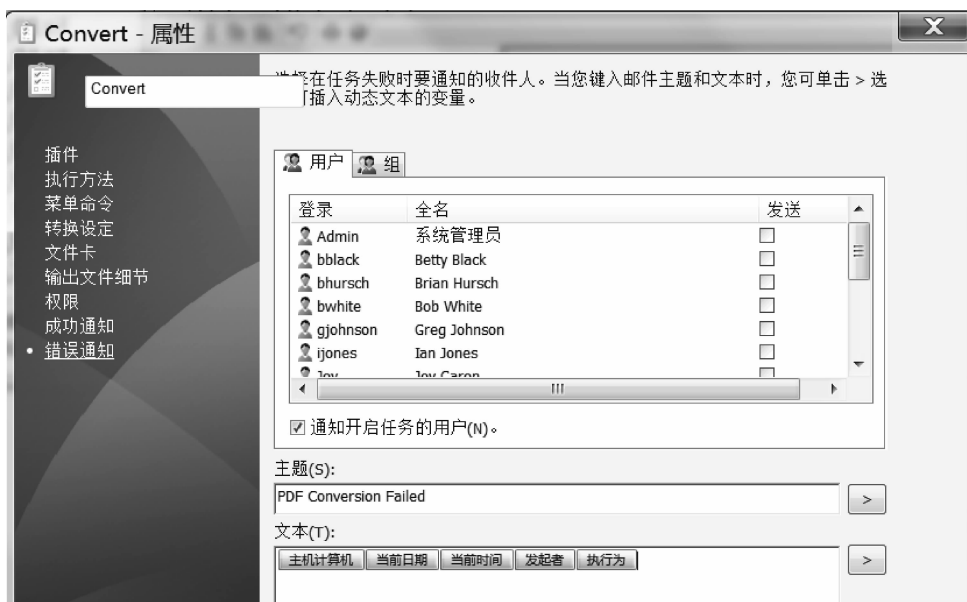 Convert - 属性
Convert
择在任务失败时要通知的收件人。当您键入邮件主题和文本时，您可单击 > 选
可插入动态文本的变量。
插件
执行方法
菜单命令
转换设定
文件卡
输出文件细节
权限
成功通知
• 错误通知
用户 组
登录 全名 发送
Admin 系统管理员
bblack Betty Black
bhursch Brian Hursch
bwhite Bob White
gjohnson Greg Johnson
ijones Ian Jones
Joy Joy Caron
通知开启任务的用户(N)。
主题(S):
PDF Conversion Failed
>
文本(T):
主机计算机 当前日期 当前时间 发起者 执行为
>